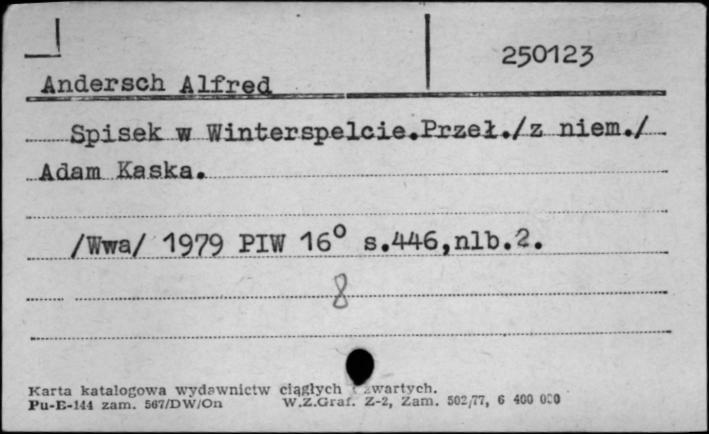 250123
Andersch Alfred
Spisek w Winterspelcie.Przeł./z niem./
Adam Kaska.
/Wwa/ 1979 PIW 16° s.446,nlb.2.
8
Karta katalogowa wydawnictw ciągłych zwartych.
Pu-E-144 zam. 567/DW/On W.Z.Graf. Z-2, Zam. 502/77, 6 400 000